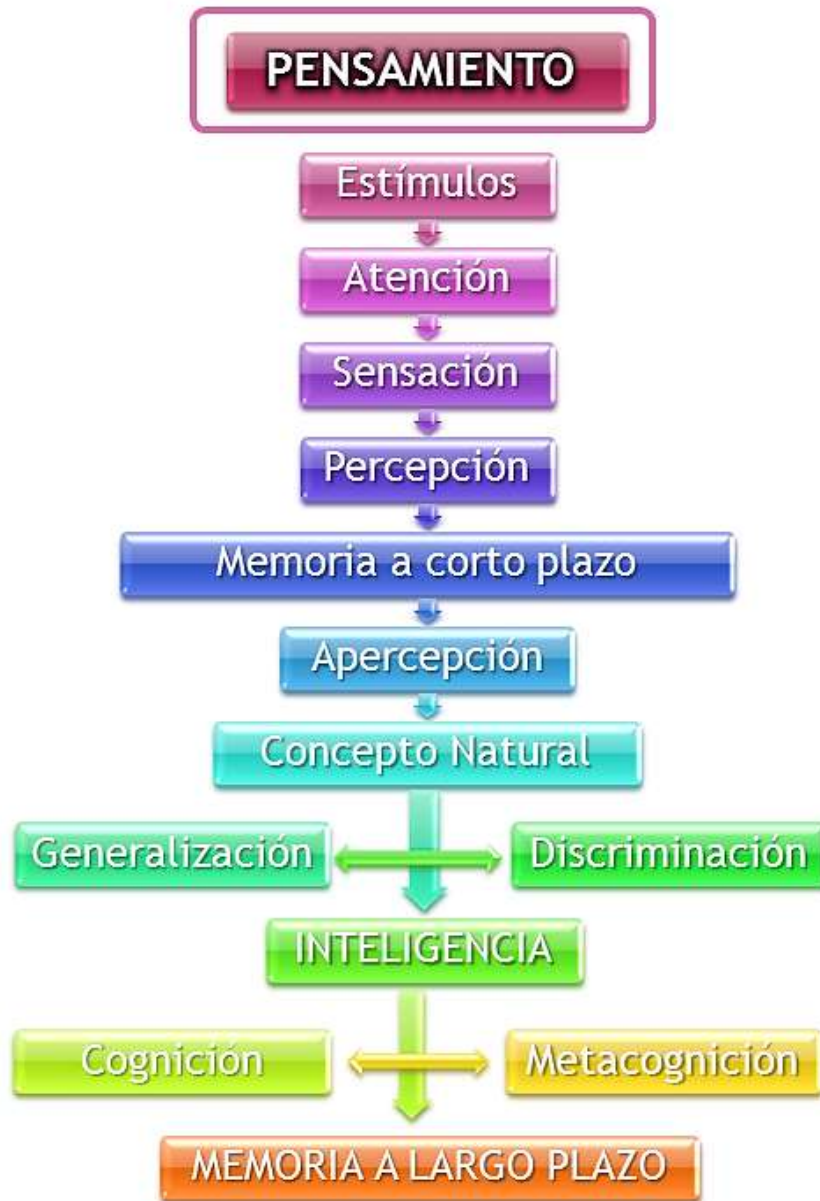 PENSAMIENTO
Estímulos
Atención
Sensación
Percepción
Memoria a corto plazo
Apercepción
Concepto Natural
Generalización
Discriminación
INTELIGENCIA
Cognición
Metacognición
MEMORIA A LARGO PLAZO